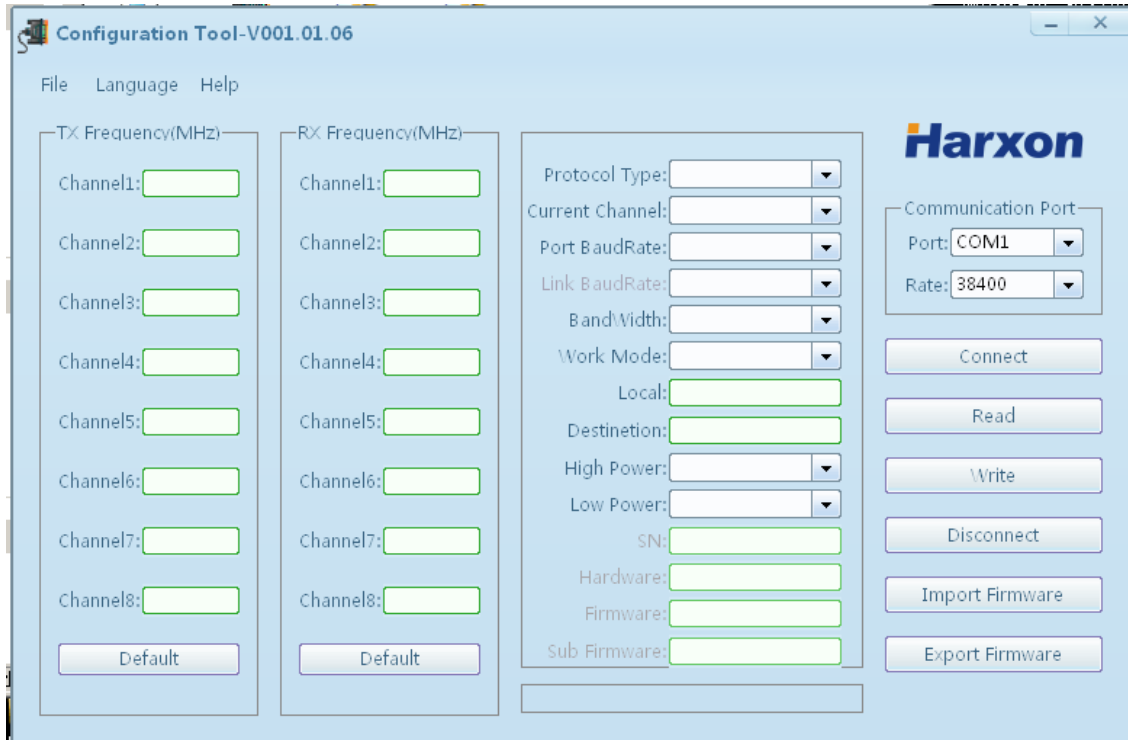 Configuration Tool-V001.01.06
File Language Help
TX Frequency(MHz)
Channel1:
Channel2:
Channel3:
Channel4:
Channel5:
Channel6:
Channel7:
Channel8:
Default
RX Frequency(MHz)
Channel1:
Channel2:
Channel3:
Channel4:
Channel5:
Channel6:
Channel7:
Channel8:
Default
Protocol Type:
Current Channel:
Port BaudRate:
Link BaudRate:
BandWidth:
Work Mode:
Local:
Destinetion:
High Power:
Low Power:
SN:
Hardware:
Firmware:
Sub Firmware:
Harxon
Communication Port
Port: COM1
Rate: 38400
Connect
Read
Write
Disconnect
Import Firmware
Export Firmware